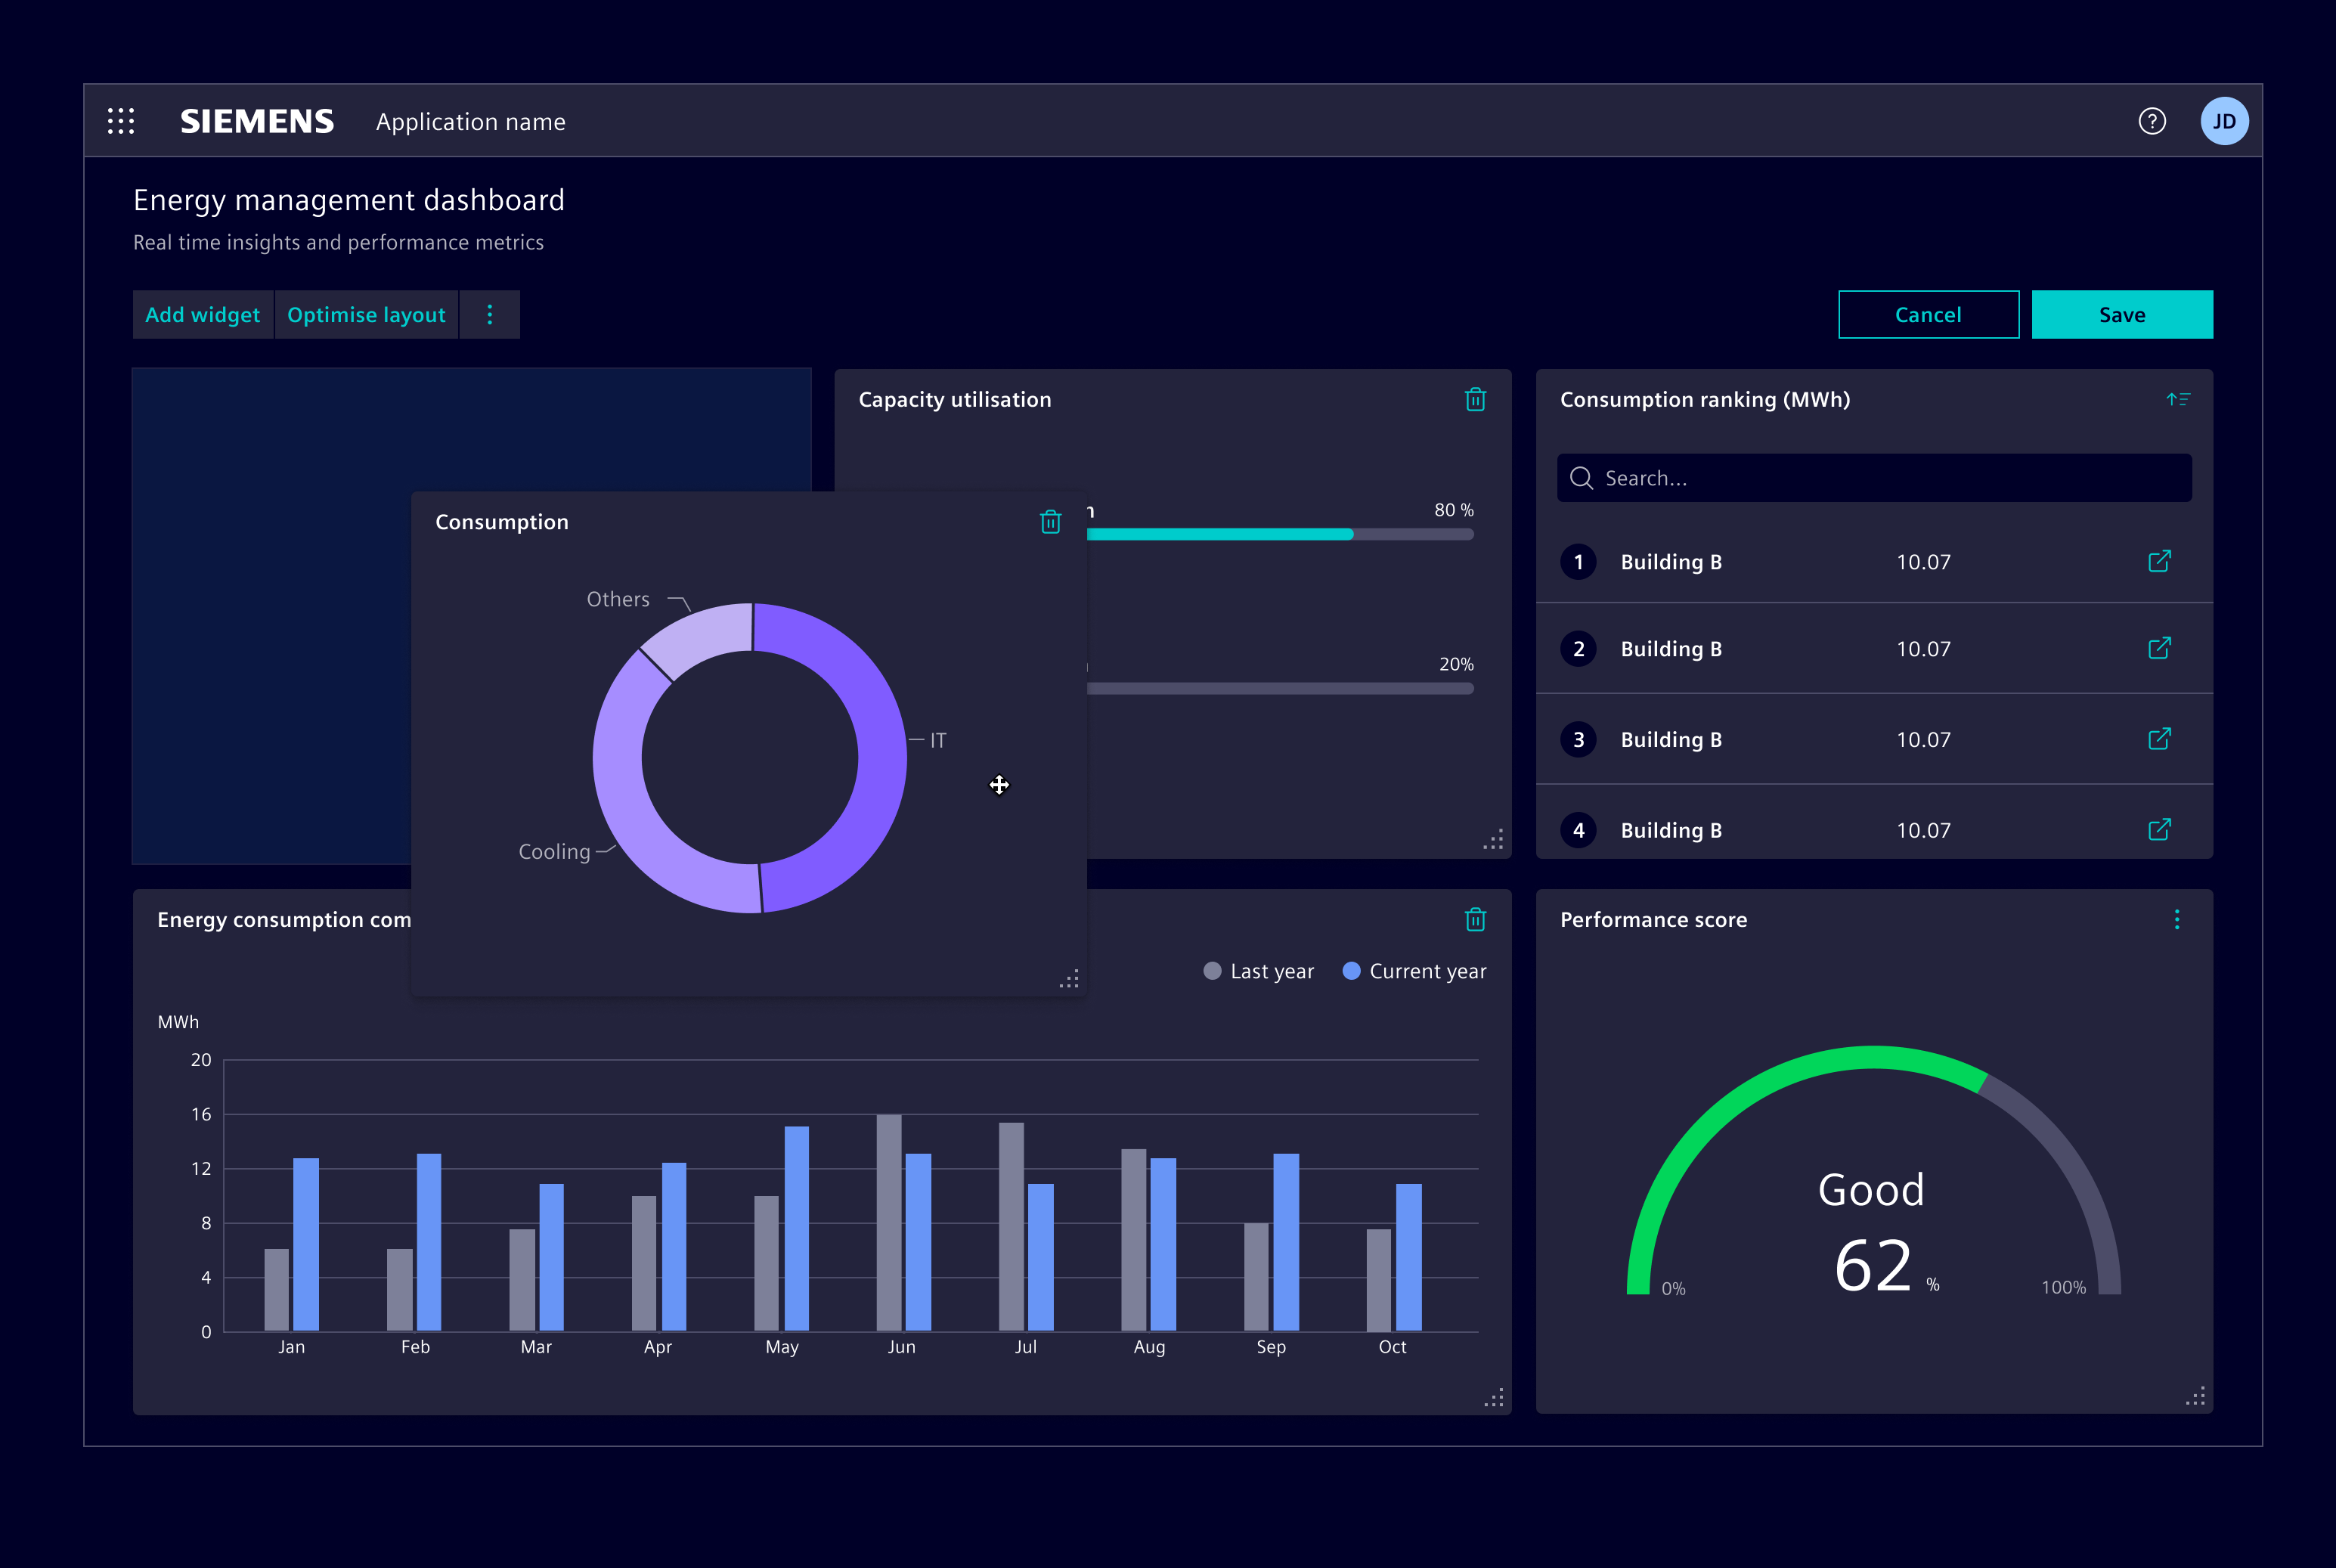 SIEMENS Application name JD
Energy management dashboard
Real time insights and performance metrics
Add widget Optimise layout Cancel Save
Capacity utilisation
80 %
20%
Consumption ranking (MWh)
Search...
1 Building B 10.07
2 Building B 10.07
3 Building B 10.07
4 Building B 10.07
Consumption
Others
IT
Cooling
Energy consumption com
Last year Current year
MWh
20
16
12
8
4
0
Jan Feb Mar Apr May Jun Jul Aug Sep Oct
Performance score
Good
62 %
0% 100%